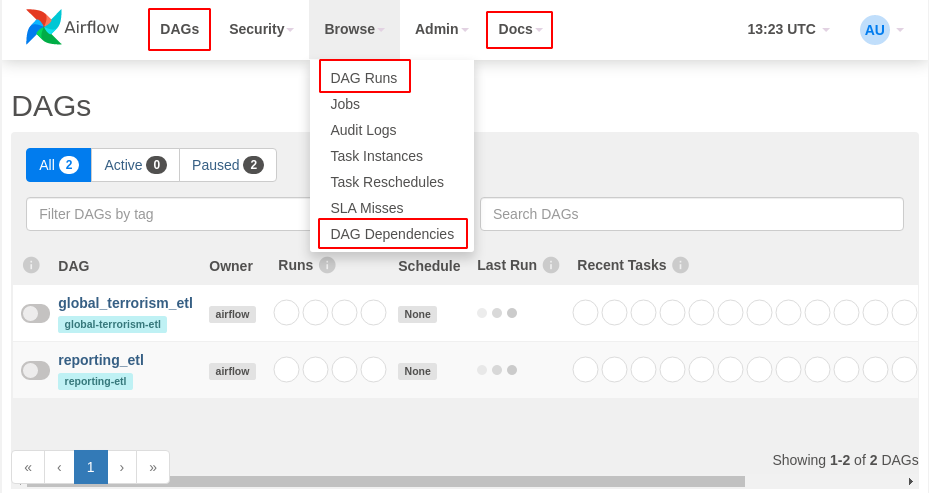 Airflow DAGs Security Browse Admin Docs 13:23 UTC AU
DAG Runs
Jobs
Audit Logs
Task Instances
Task Reschedules
SLA Misses
DAG Dependencies
DAGs
All 2 Active 0 Paused 2
Filter DAGs by tag Search DAGs
i DAG Owner Runs i Schedule Last Run i Recent Tasks i
global_terrorism_etl airflow None
global-terrorism-etl
reporting_etl airflow None
reporting-etl
« ‹ 1 › » Showing 1-2 of 2 DAGs